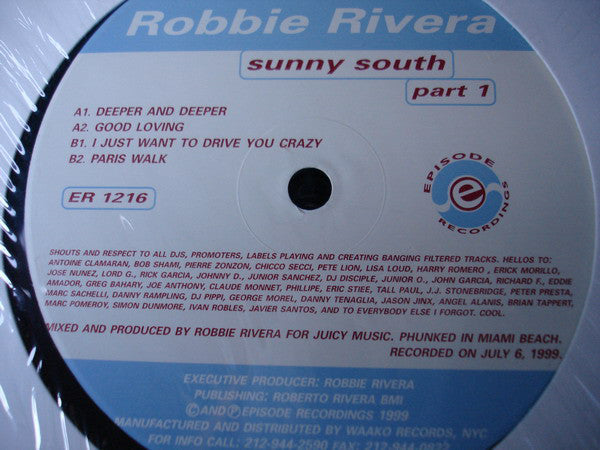 Robbie Rivera
sunny south
part 1
A1. DEEPER AND DEEPER
A2. GOOD LOVING
B1. I JUST WANT TO DRIVE YOU CRAZY
B2. PARIS WALK
ER 1216
EPISODE
e
RECORDINGS
SHOUTS AND RESPECT TO ALL DJS, PROMOTERS, LABELS PLAYING AND CREATING BANGING FILTERED TRACKS. HELLOS TO:
ANTOINE CLAMARAN, BOB SHAMI, PIERRE ZONZON, CHICCO SECCI, PETE LION, LISA LOUD, HARRY ROMERO , ERICK MORILLO,
JOSE NUNEZ, LORD G., RICK GARCIA, JOHNNY D., JUNIOR SANCHEZ, DJ DISCIPLE, JUNIOR O., JOHN GARCIA, RICHARD F., EDDIE
AMADOR, GREG BAHARY, JOE ANTHONY, CLAUDE MONNET, PHILLIPE, ERIC STIEE, TALL PAUL, J.J. STONEBRIDGE, PETER PRESTA,
MARC SACHELLI, DANNY RAMPLING, DJ PIPPI, GEORGE MOREL, DANNY TENAGLIA, JASON JINX, ANGEL ALANIS, BRIAN TAPPERT,
MARC POMEROY, SIMON DUNMORE, IVAN ROBLES, JAVIER SANTOS, AND TO EVERYBODY ELSE I FORGOT. COOL.
MIXED AND PRODUCED BY ROBBIE RIVERA FOR JUICY MUSIC. PHUNKED IN MIAMI BEACH.
RECORDED ON JULY 6, 1999.
EXECUTIVE PRODUCER: ROBBIE RIVERA
PUBLISHING: ROBERTO RIVERA BMI
©AND℗EPISODE RECORDINGS 1999
MANUFACTURED AND DISTRIBUTED BY WAAKO RECORDS, NYC
FOR INFO CALL: 212-944-2590 FAX: 212-944-0823